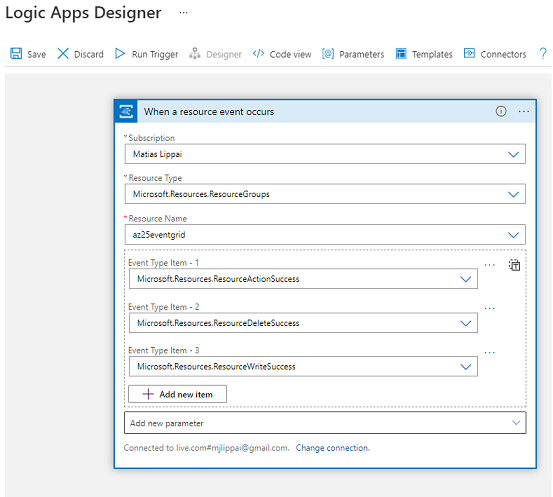 Logic Apps Designer ...
Save Discard Run Trigger Designer Code view Parameters Templates Connectors ?
When a resource event occurs ...
* Subscription
Matias Lippai
* Resource Type
Microsoft.Resources.ResourceGroups
* Resource Name
az25eventgrid
Event Type Item - 1 ...
Microsoft.Resources.ResourceActionSuccess
Event Type Item - 2 ...
Microsoft.Resources.ResourceDeleteSuccess
Event Type Item - 3 ...
Microsoft.Resources.ResourceWriteSuccess
Add new item
Add new parameter
Connected to live.com#mjlippai@gmail.com. Change connection.